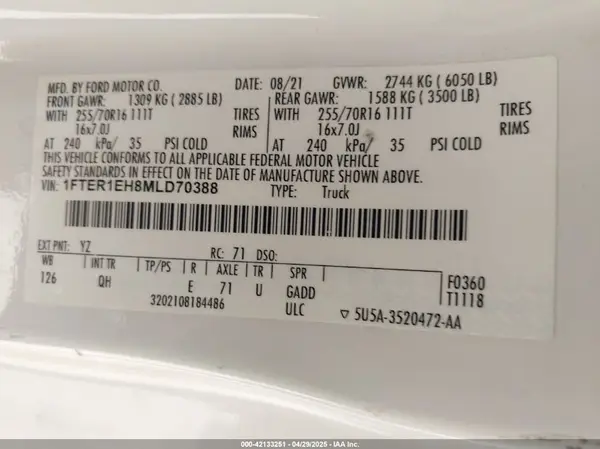 MFD. BY FORD MOTOR CO. DATE: 08/21 GVWR: 2744 KG ( 6050 LB)
FRONT GAWR: 1309 KG ( 2885 LB) REAR GAWR: 1588 KG ( 3500 LB)
WITH 255/70R16 111T TIRES WITH 255/70R16 111T TIRES
16x7.0J RIMS 16x7.0J RIMS
AT 240 kPa/ 35 PSI COLD AT 240 kPa/ 35 PSI COLD
THIS VEHICLE CONFORMS TO ALL APPLICABLE FEDERAL MOTOR VEHICLE
SAFETY STANDARDS IN EFFECT ON THE DATE OF MANUFACTURE SHOWN ABOVE.
VIN: 1FTER1EH8MLD70388 TYPE: Truck
EXT PNT: YZ RC: 71 DSO:
WB INT TR TP/PS R AXLE TR SPR
126 QH E 71 U GADD
3202108184486 ULC
F0360
T1118
▽ 5U5A-3520472-AA
000-42133251 - 04/29/2025 - IAA Inc.